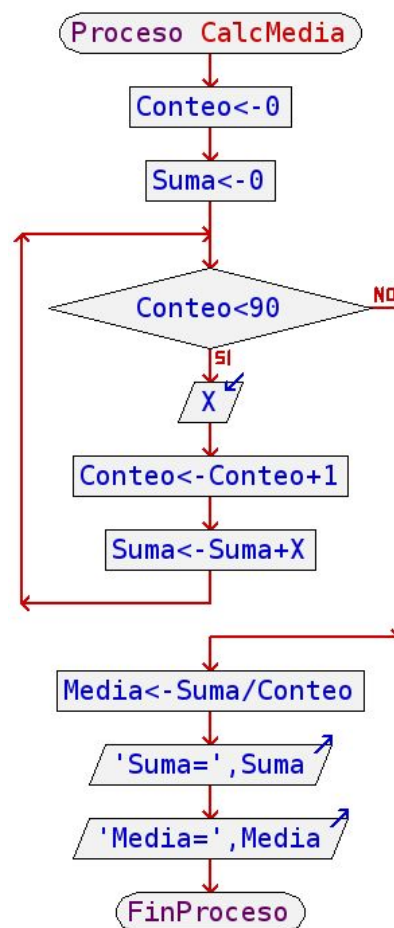 Proceso CalcMedia
Conteo<-0
Suma<-0
Conteo<90
NO
SI
X
Conteo<-Conteo+1
Suma<-Suma+X
Media<-Suma/Conteo
'Suma=',Suma
'Media=',Media
FinProceso